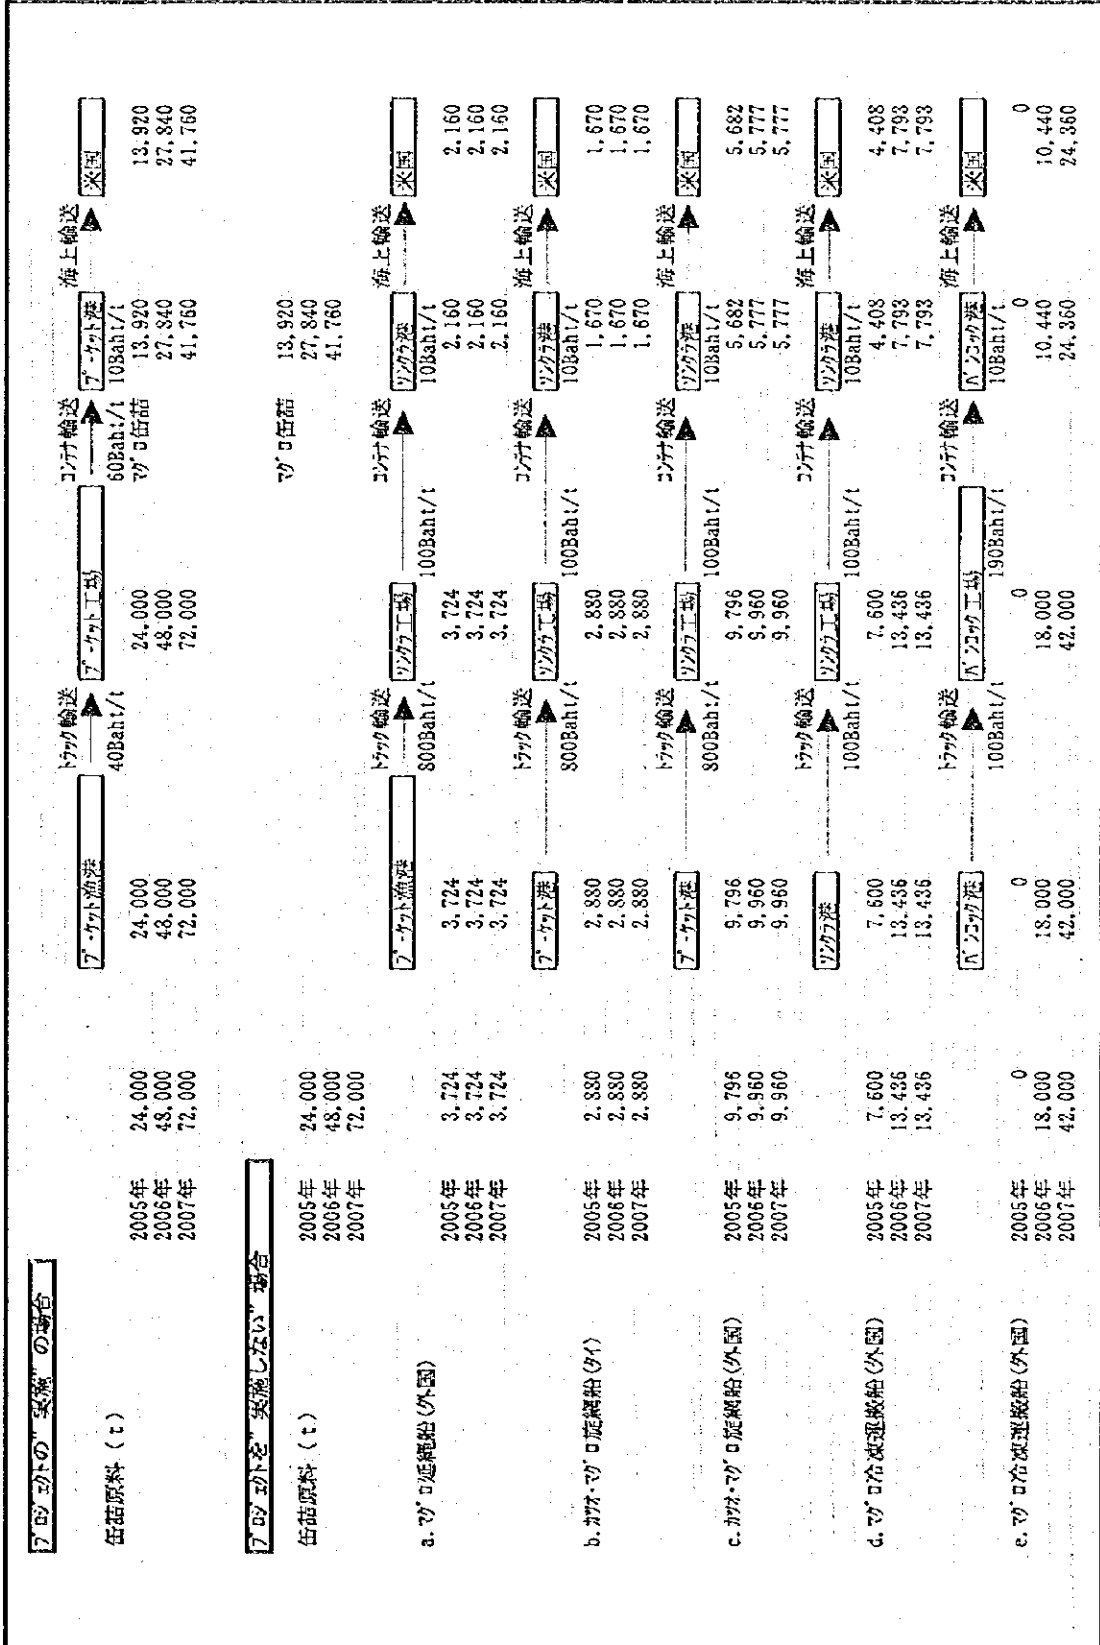 プロジェクトの"実施"の場合
トラック輸送 コンテナ輸送 海上輸送
プーケット漁港 プーケット工場 プーケット港 米国
40Baht/t 60Baht/t 10Baht/t
缶詰原料(t) マグロ缶詰
2005年 24,000 24,000 24,000 13,920 13,920
2006年 48,000 48,000 48,000 27,840 27,840
2007年 72,000 72,000 72,000 41,760 41,760
プロジェクトを"実施しない"場合
缶詰原料(t) マグロ缶詰
2005年 24,000 13,920
2006年 48,000 27,840
2007年 72,000 41,760
トラック輸送 コンテナ輸送 海上輸送
プーケット漁港 ソンクラ工場 ソンクラ港 米国
800Baht/t 100Baht/t 10Baht/t
a. マグロ延縄船(外国)
2005年 3,724 3,724 3,724 2,160 2,160
2006年 3,724 3,724 3,724 2,160 2,160
2007年 3,724 3,724 3,724 2,160 2,160
トラック輸送 コンテナ輸送 海上輸送
プーケット港 ソンクラ工場 ソンクラ港 米国
800Baht/t 100Baht/t 10Baht/t
b. カツオ・マグロ旋網船(タイ)
2005年 2,880 2,880 2,880 1,670 1,670
2006年 2,880 2,880 2,880 1,670 1,670
2007年 2,880 2,880 2,880 1,670 1,670
トラック輸送 コンテナ輸送 海上輸送
プーケット港 ソンクラ工場 ソンクラ港 米国
800Baht/t 100Baht/t 10Baht/t
c. カツオ・マグロ旋網船(外国)
2005年 9,796 9,796 9,796 5,682 5,682
2006年 9,960 9,960 9,960 5,777 5,777
2007年 9,960 9,960 9,960 5,777 5,777
トラック輸送 コンテナ輸送 海上輸送
ソンクラ港 ソンクラ工場 ソンクラ港 米国
100Baht/t 100Baht/t 10Baht/t
d. マグロ冷凍運搬船(外国)
2005年 7,600 7,600 7,600 4,408 4,408
2006年 13,436 13,436 13,436 7,793 7,793
2007年 13,436 13,436 13,436 7,793 7,793
トラック輸送 コンテナ輸送 海上輸送
バンコック港 バンコック工場 バンコック港 米国
100Baht/t 190Baht/t 10Baht/t
e. マグロ冷凍運搬船(外国)
2005年 0 0 0 0 0
2006年 18,000 18,000 18,000 10,440 10,440
2007年 42,000 42,000 42,000 24,360 24,360